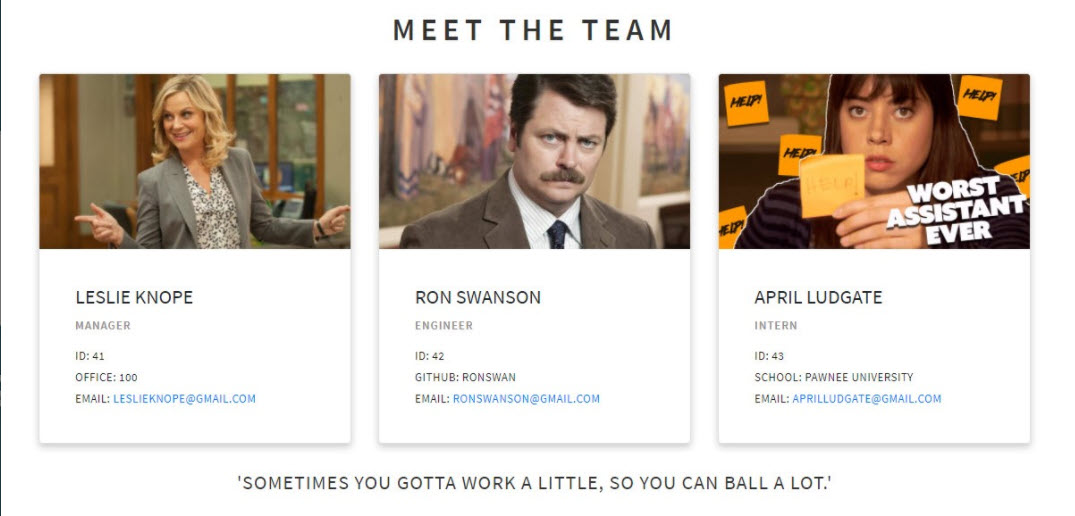 MEET THE TEAM
HELP!
HELP!
HELP!
HELP!
HELP!
WORST
ASSISTANT
EVER
LESLIE KNOPE
MANAGER
ID: 41
OFFICE: 100
EMAIL: LESLIEKNOPE@GMAIL.COM
RON SWANSON
ENGINEER
ID: 42
GITHUB: RONSWAN
EMAIL: RONSWANSON@GMAIL.COM
APRIL LUDGATE
INTERN
ID: 43
SCHOOL: PAWNEE UNIVERSITY
EMAIL: APRILLUDGATE@GMAIL.COM
'SOMETIMES YOU GOTTA WORK A LITTLE, SO YOU CAN BALL A LOT.'